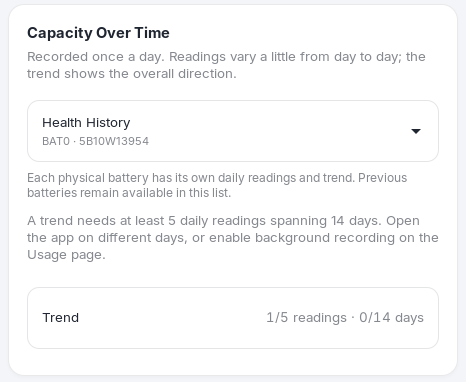 Capacity Over Time
Recorded once a day. Readings vary a little from day to day; the
trend shows the overall direction.
Health History
BAT0 · 5B10W13954
Each physical battery has its own daily readings and trend. Previous
batteries remain available in this list.
A trend needs at least 5 daily readings spanning 14 days. Open
the app on different days, or enable background recording on the
Usage page.
Trend 1/5 readings · 0/14 days